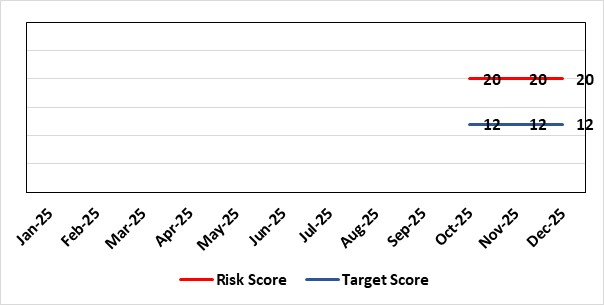 20 20 20
12 12 12
Jan-25 Feb-25 Mar-25 Apr-25 May-25 Jun-25 Jul-25 Aug-25 Sep-25 Oct-25 Nov-25 Dec-25
Risk Score Target Score